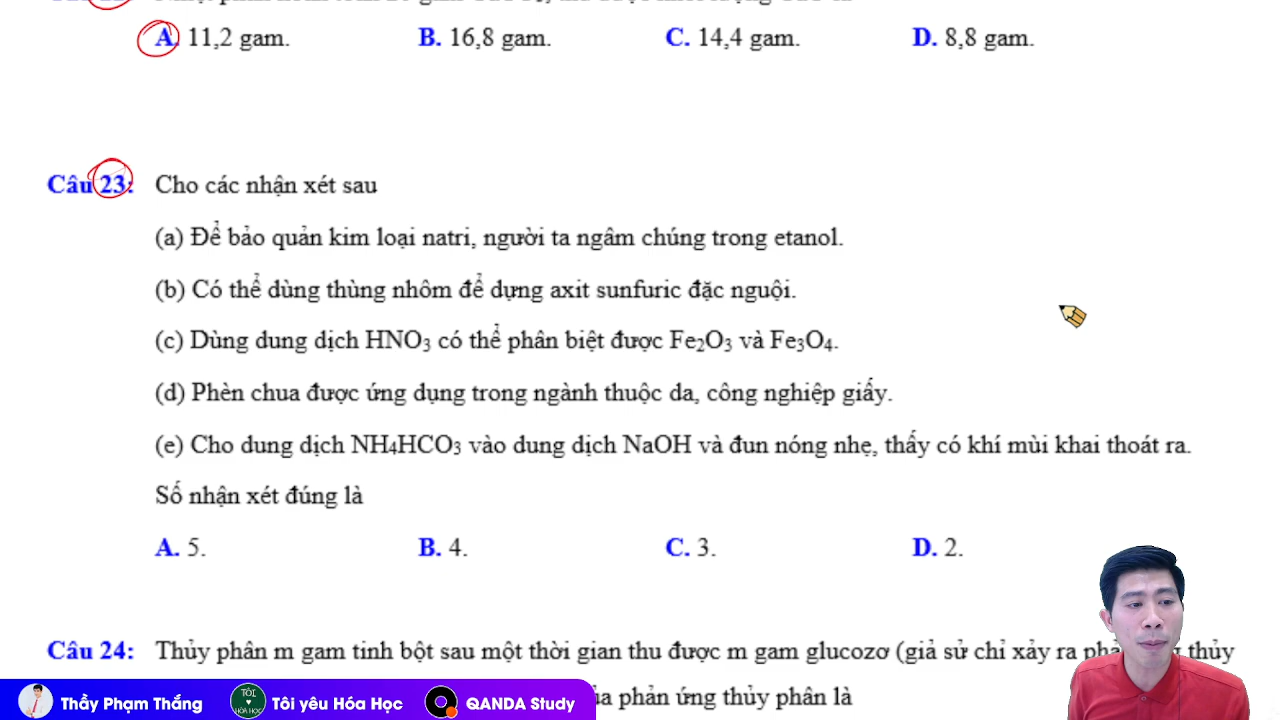 A. 11,2 gam. B. 16,8 gam. C. 14,4 gam. D. 8,8 gam.
Câu 23: Cho các nhận xét sau
(a) Để bảo quản kim loại natri, người ta ngâm chúng trong etanol.
(b) Có thể dùng thùng nhôm để dựng axit sunfuric đặc nguội.
(c) Dùng dung dịch HNO₃ có thể phân biệt được Fe₂O₃ và Fe₃O₄.
(d) Phèn chua được ứng dụng trong ngành thuộc da, công nghiệp giấy.
(e) Cho dung dịch NH₄HCO₃ vào dung dịch NaOH và đun nóng nhẹ, thấy có khí mùi khai thoát ra.
Số nhận xét đúng là
A. 5. B. 4. C. 3. D. 2.
Câu 24: Thủy phân m gam tinh bột sau một thời gian thu được m gam glucozơ (giả sử chỉ xảy ra thủy
phản ứng thủy phân là
Thầy Phạm Thắng
TÔI YÊU HÓA HỌC
Tôi yêu Hóa Học
QANDA Study